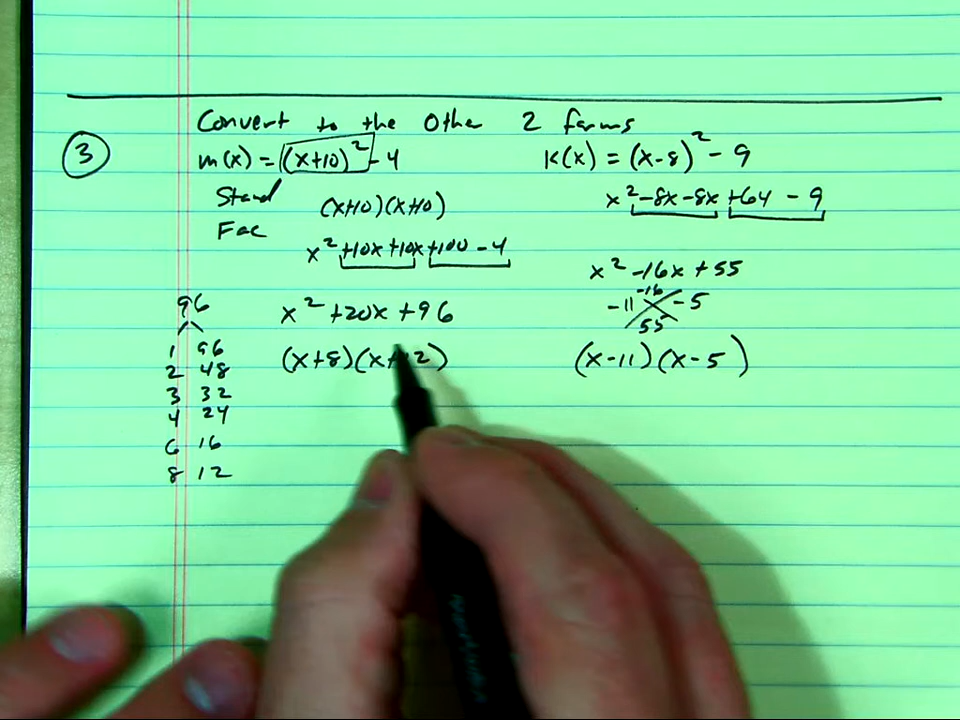 Convert to the Other 2 forms
3
m(x) = (x+10)² - 4
Stand
Fac
(x+10)(x+10)
x² +10x +10x +100 - 4
x² +20x +96
(x+8)(x+12)
96
1 96
2 48
3 32
4 24
6 16
8 12
K(x) = (x-8)² - 9
x² -8x -8x +64 - 9
x² -16x +55
-16
-11 -5
55
(x-11)(x-5)